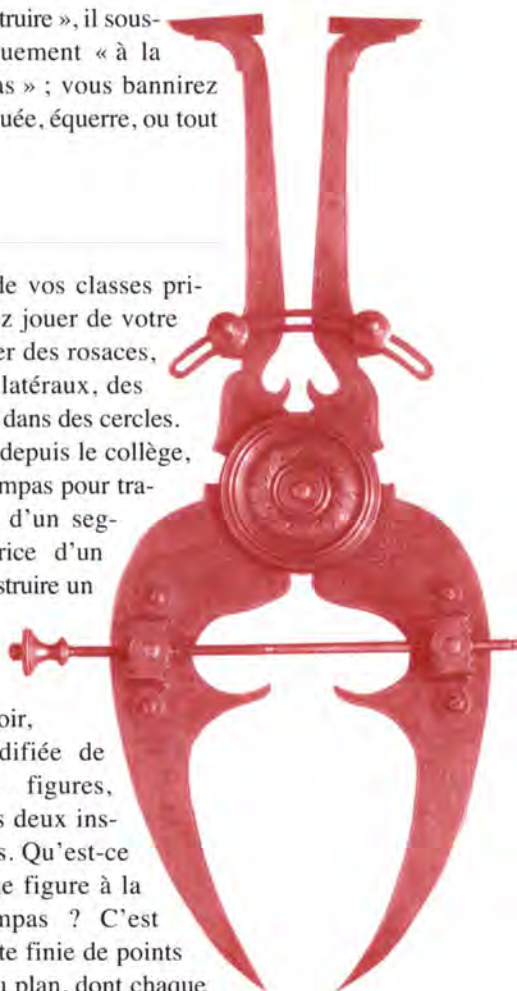 truire », il sous-
uement « à la
as » ; vous bannirez
uée, équerre, ou tout
de vos classes pri-
ez jouer de votre
er des rosaces,
latéraux, des
dans des cercles.
depuis le collège,
mpas pour tra-
d'un seg-
rice d'un
struire un
oir,
difiée de
figures,
s deux ins-
s. Qu'est-ce
e figure à la
mpas ? C'est
te finie de points
u plan, dont chaque